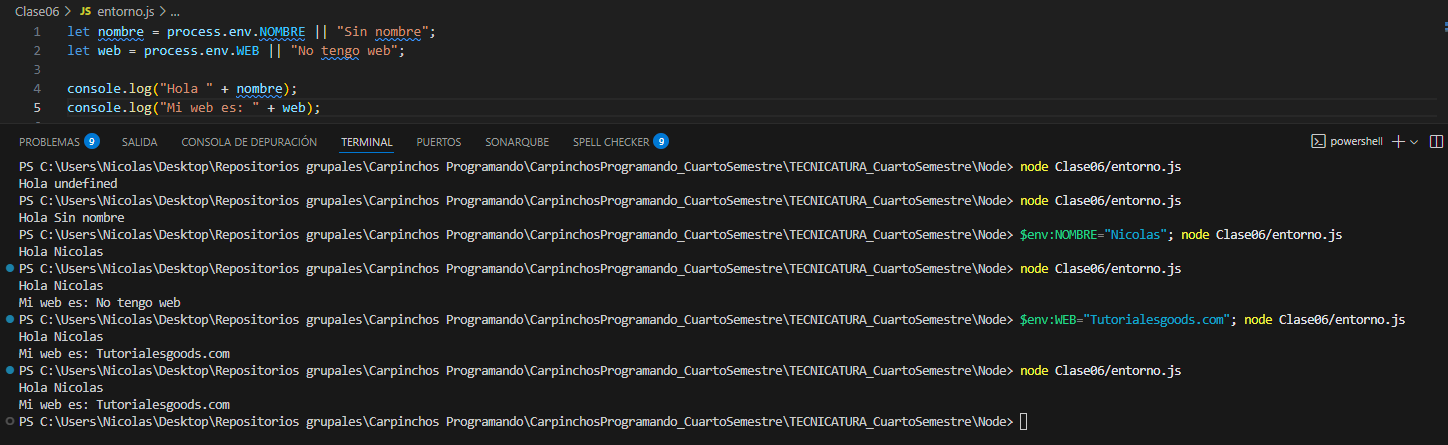 Clase06 > JS entorno.js > ...
1 let nombre = process.env.NOMBRE || "Sin nombre";
2 let web = process.env.WEB || "No tengo web";
3
4 console.log("Hola " + nombre);
5 console.log("Mi web es: " + web);
PROBLEMAS 9 SALIDA CONSOLA DE DEPURACIÓN TERMINAL PUERTOS SONARQUBE SPELL CHECKER 9 powershell
PS C:\Users\Nicolas\Desktop\Repositorios grupales\Carpinchos Programando\CarpinchosProgramando_CuartoSemestre\TECNICATURA_CuartoSemestre\Node> node Clase06/entorno.js
Hola undefined
PS C:\Users\Nicolas\Desktop\Repositorios grupales\Carpinchos Programando\CarpinchosProgramando_CuartoSemestre\TECNICATURA_CuartoSemestre\Node> node Clase06/entorno.js
Hola Sin nombre
PS C:\Users\Nicolas\Desktop\Repositorios grupales\Carpinchos Programando\CarpinchosProgramando_CuartoSemestre\TECNICATURA_CuartoSemestre\Node> $env:NOMBRE="Nicolas"; node Clase06/entorno.js
Hola Nicolas
PS C:\Users\Nicolas\Desktop\Repositorios grupales\Carpinchos Programando\CarpinchosProgramando_CuartoSemestre\TECNICATURA_CuartoSemestre\Node> node Clase06/entorno.js
Hola Nicolas
Mi web es: No tengo web
PS C:\Users\Nicolas\Desktop\Repositorios grupales\Carpinchos Programando\CarpinchosProgramando_CuartoSemestre\TECNICATURA_CuartoSemestre\Node> $env:WEB="Tutorialesgoods.com"; node Clase06/entorno.js
Hola Nicolas
Mi web es: Tutorialesgoods.com
PS C:\Users\Nicolas\Desktop\Repositorios grupales\Carpinchos Programando\CarpinchosProgramando_CuartoSemestre\TECNICATURA_CuartoSemestre\Node> node Clase06/entorno.js
Hola Nicolas
Mi web es: Tutorialesgoods.com
PS C:\Users\Nicolas\Desktop\Repositorios grupales\Carpinchos Programando\CarpinchosProgramando_CuartoSemestre\TECNICATURA_CuartoSemestre\Node>